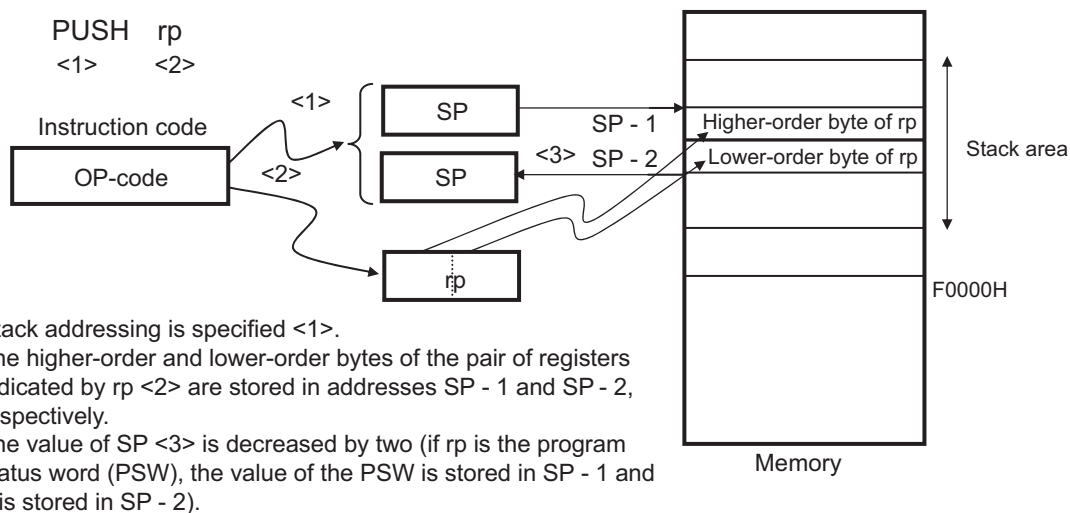 PUSH rp
<1> <2>
Instruction code
OP-code
<1>
<2>
SP
SP
<3>
rp
SP - 1
SP - 2
Higher-order byte of rp
Lower-order byte of rp
Stack area
F0000H
Memory
tack addressing is specified <1>.
he higher-order and lower-order bytes of the pair of registers
dicated by rp <2> are stored in addresses SP - 1 and SP - 2,
spectively.
he value of SP <3> is decreased by two (if rp is the program
atus word (PSW), the value of the PSW is stored in SP - 1 and
is stored in SP - 2).